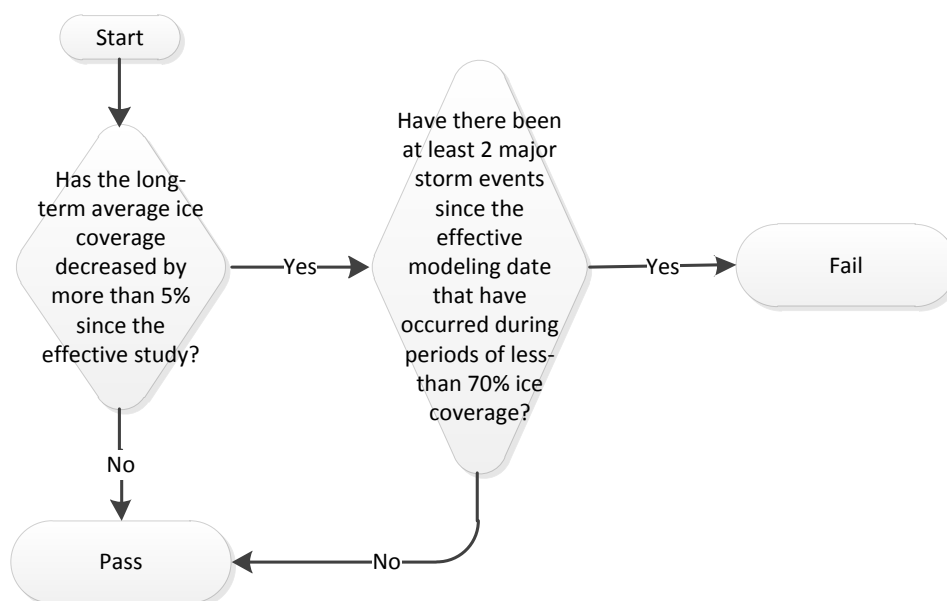 Start
Has the long-
term average ice
coverage
decreased by
more than 5%
since the
effective study?
Yes
Have there been
at least 2 major
storm events
since the
effective
modeling date
that have
occurred during
periods of less-
than 70% ice
coverage?
Yes
Fail
No
Pass
No